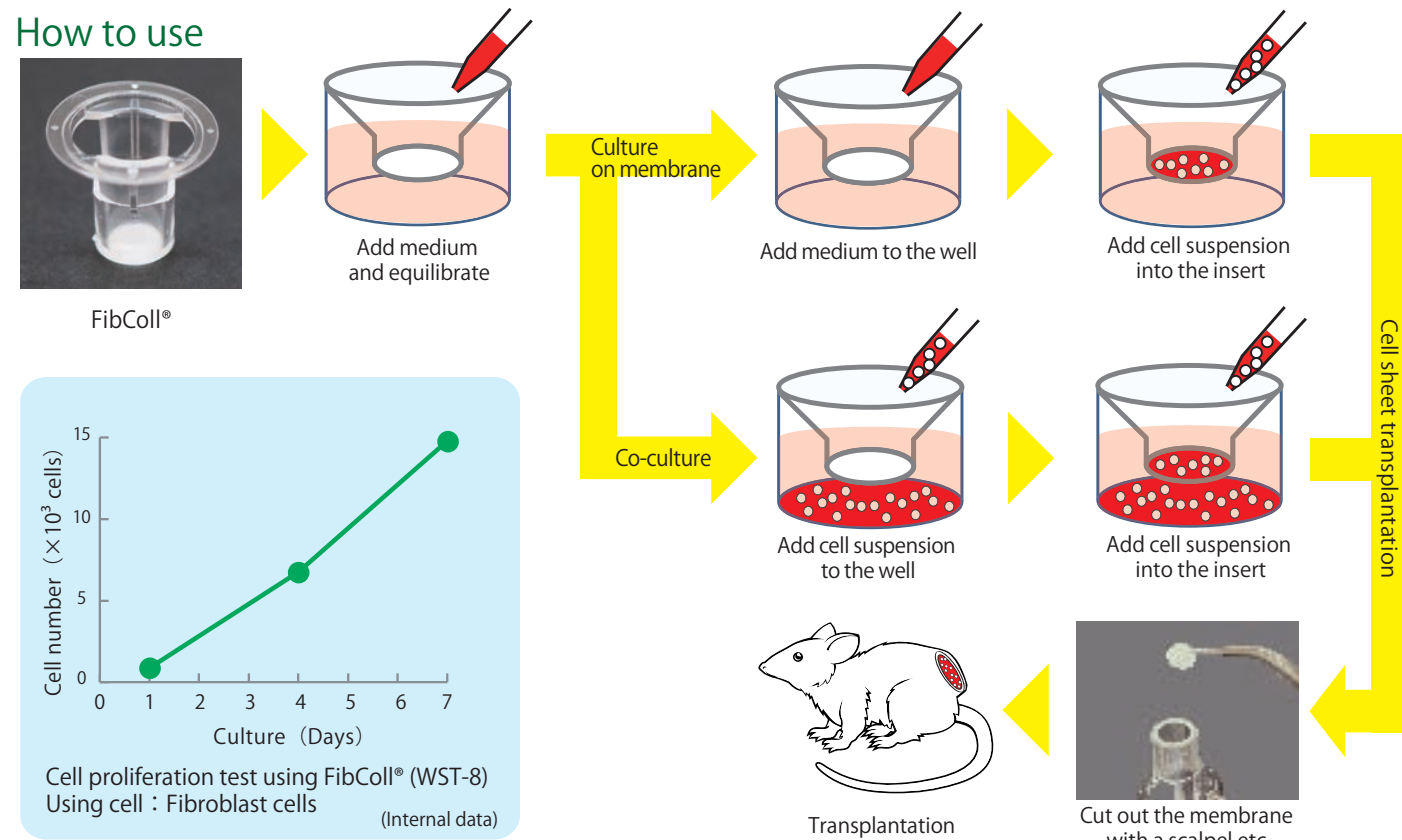 How to use
FibColl®
Add medium
and equilibrate
Culture
on membrane
Add medium to the well
Add cell suspension
into the insert
Co-culture
Add cell suspension
to the well
Add cell suspension
into the insert
Cell sheet transplantation
Cut out the membrane
with a scalpel etc
Transplantation
Cell number (×10³ cells)
15
10
5
0
0 1 2 3 4 5 6 7
Culture (Days)
Cell proliferation test using FibColl® (WST-8)
Using cell：Fibroblast cells
(Internal data)